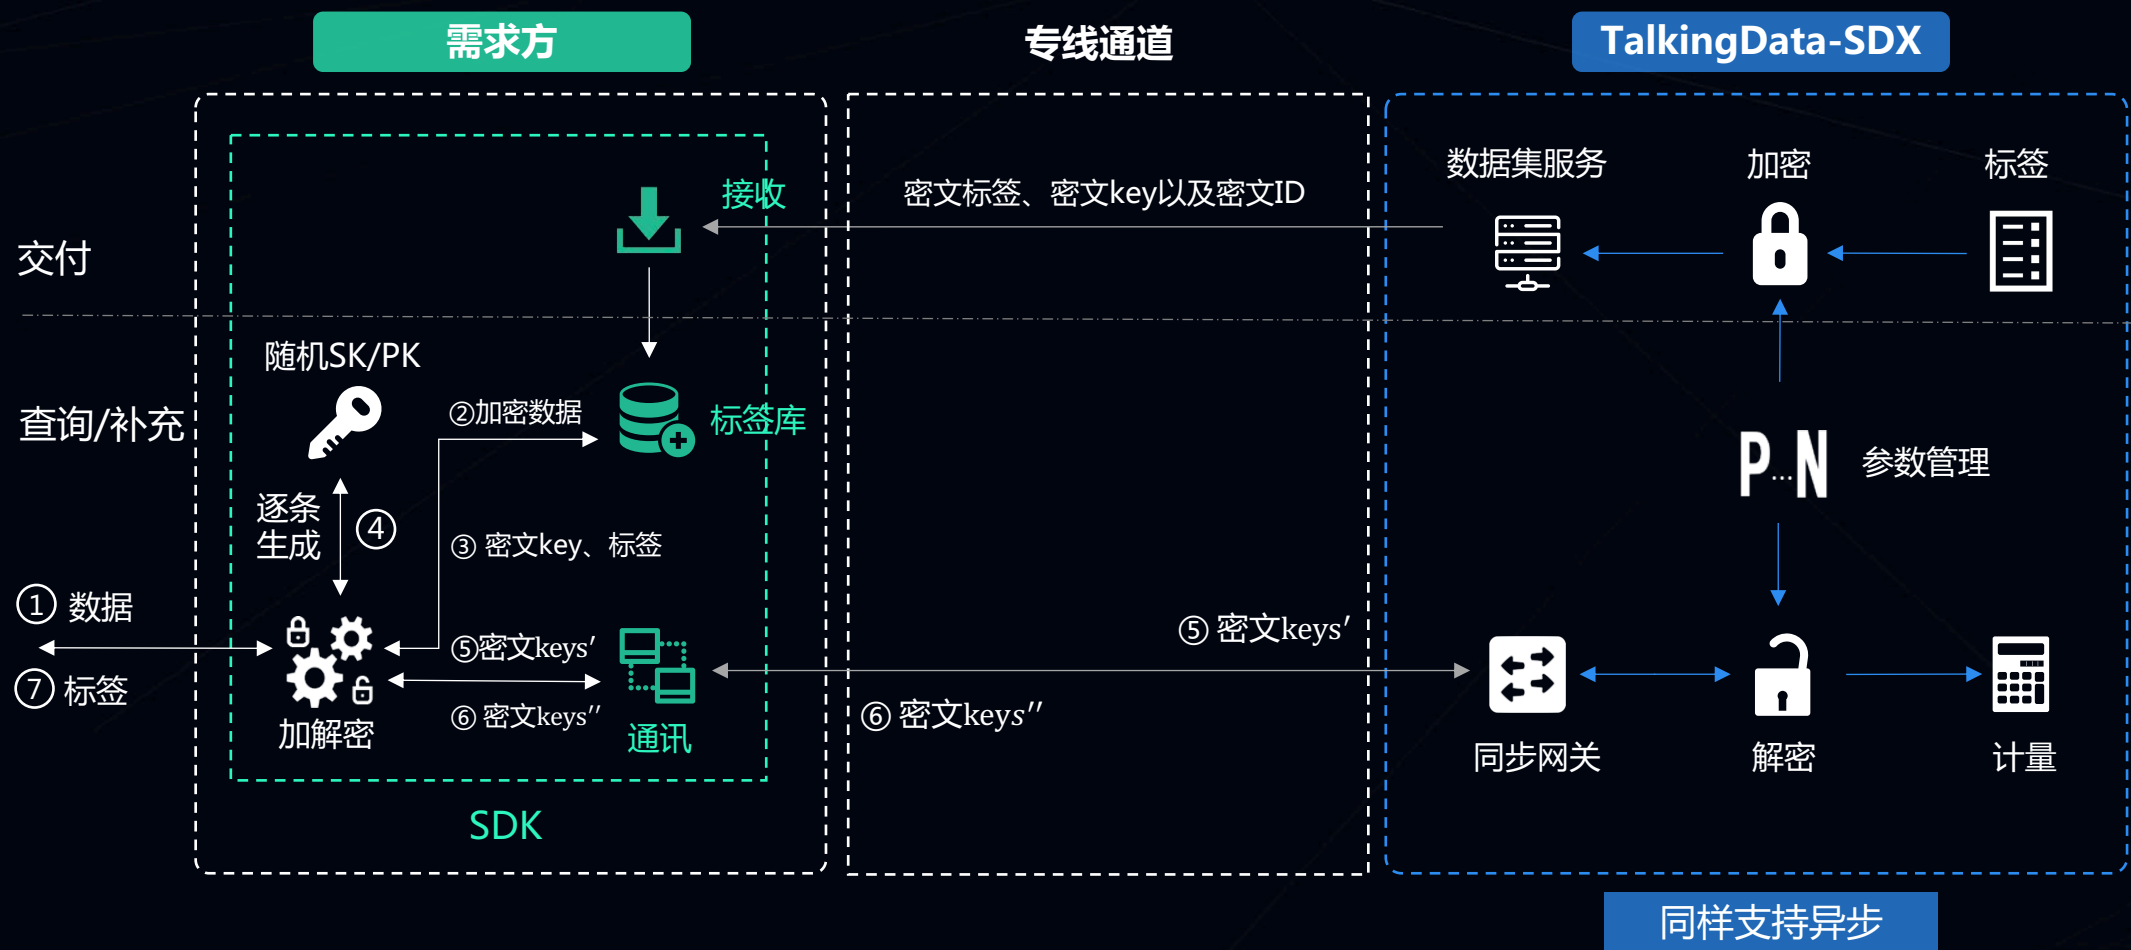 需求方
专线通道
TalkingData-SDX
交付
接收
密文标签、密文key以及密文ID
数据集服务
加密
标签
查询/补充
随机SK/PK
②加密数据
标签库
P...N
参数管理
逐条
生成
④
③ 密文key、标签
① 数据
⑦ 标签
加解密
⑤密文keys′
⑥ 密文keys′′
通讯
⑤ 密文keys′
⑥ 密文keys′′
同步网关
解密
计量
SDK
同样支持异步